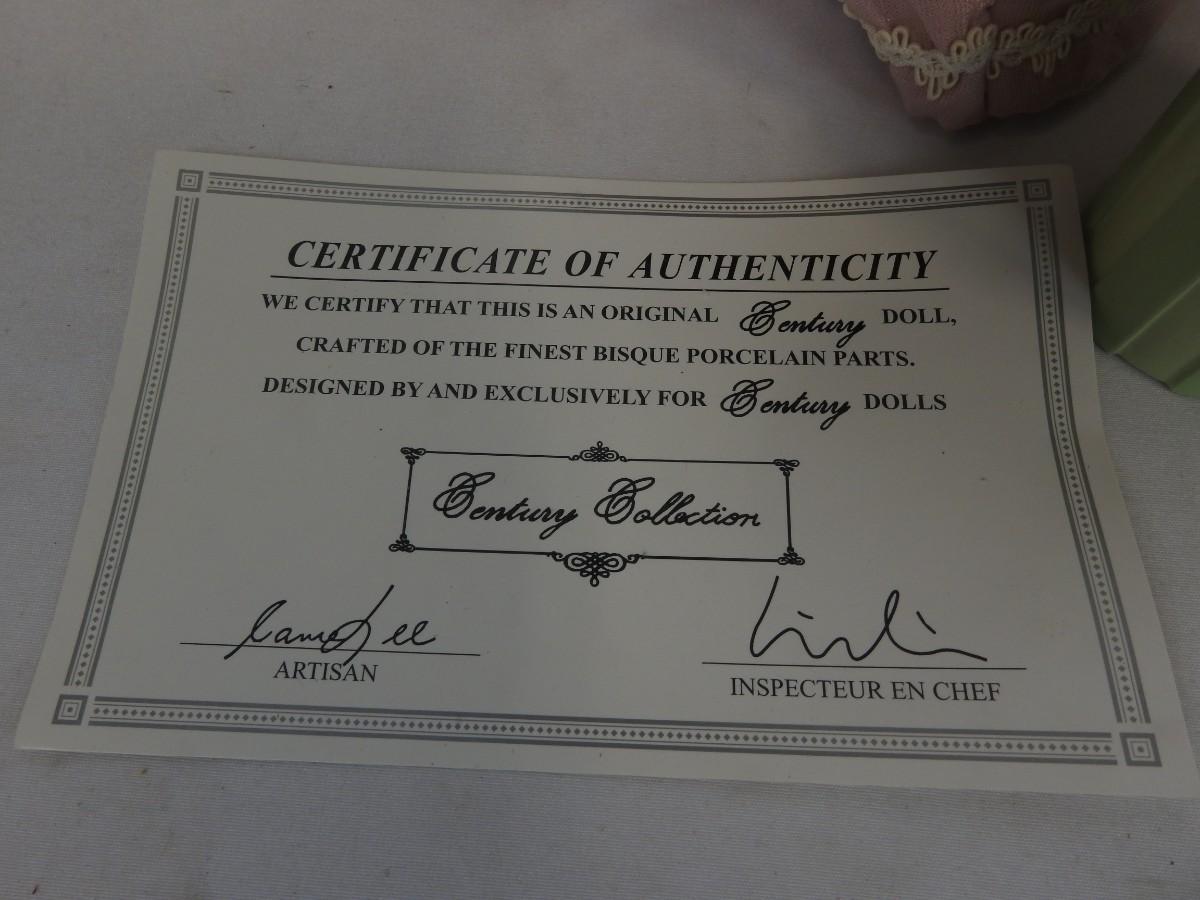 CERTIFICATE OF AUTHENTICITY
WE CERTIFY THAT THIS IS AN ORIGINAL Century DOLL,
CRAFTED OF THE FINEST BISQUE PORCELAIN PARTS.
DESIGNED BY AND EXCLUSIVELY FOR Century DOLLS
Century Collection
ARTISAN
INSPECTEUR EN CHEF